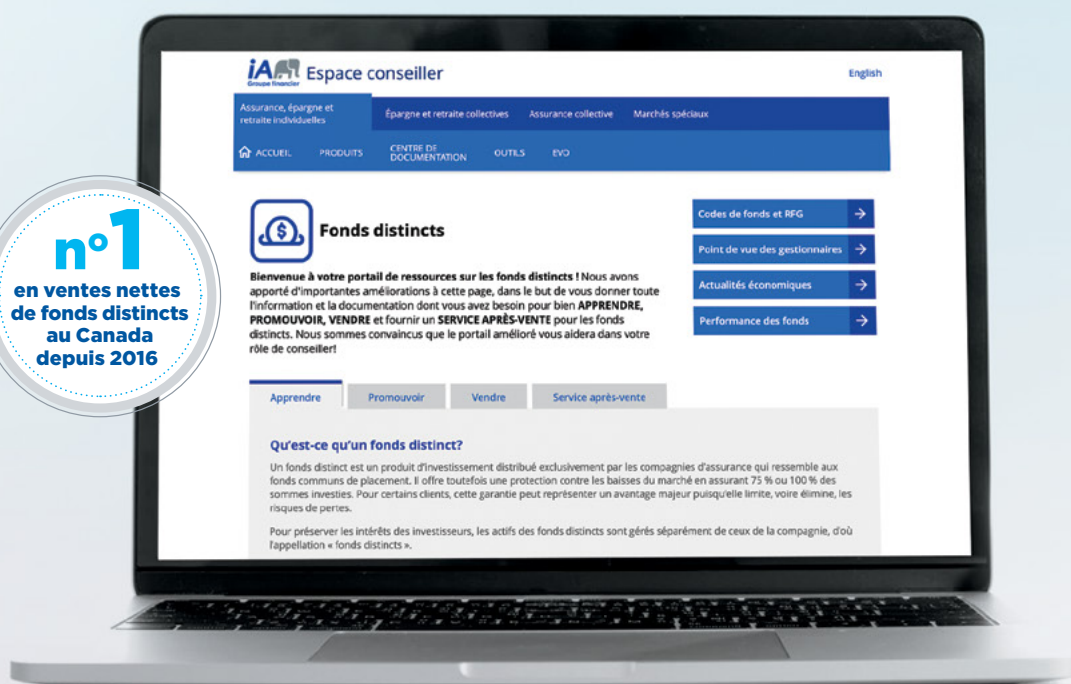 iA
Groupe financier
Espace conseiller
English
Assurance, épargne et
retraite individuelles
Épargne et retraite collectives
Assurance collective
Marchés spéciaux
ACCUEIL
PRODUITS
CENTRE DE
DOCUMENTATION
OUTILS
EVO
$
Fonds distincts
Codes de fonds et RFG
Point de vue des gestionnaires
Actualités économiques
Performance des fonds
Bienvenue à votre portail de ressources sur les fonds distincts ! Nous avons
apporté d'importantes améliorations à cette page, dans le but de vous donner toute
l'information et la documentation dont vous avez besoin pour bien APPRENDRE,
PROMOUVOIR, VENDRE et fournir un SERVICE APRÈS-VENTE pour les fonds
distincts. Nous sommes convaincus que le portail amélioré vous aidera dans votre
rôle de conseiller!
n°1
en ventes nettes
de fonds distincts
au Canada
depuis 2016
Apprendre
Promouvoir
Vendre
Service après-vente
Qu'est-ce qu'un fonds distinct?
Un fonds distinct est un produit d'investissement distribué exclusivement par les compagnies d'assurance qui ressemble aux
fonds communs de placement. Il offre toutefois une protection contre les baisses du marché en assurant 75 % ou 100 % des
sommes investies. Pour certains clients, cette garantie peut représenter un avantage majeur puisqu'elle limite, voire élimine, les
risques de pertes.
Pour préserver les intérêts des investisseurs, les actifs des fonds distincts sont gérés séparément de ceux de la compagnie, d'où
l'appellation « fonds distincts ».